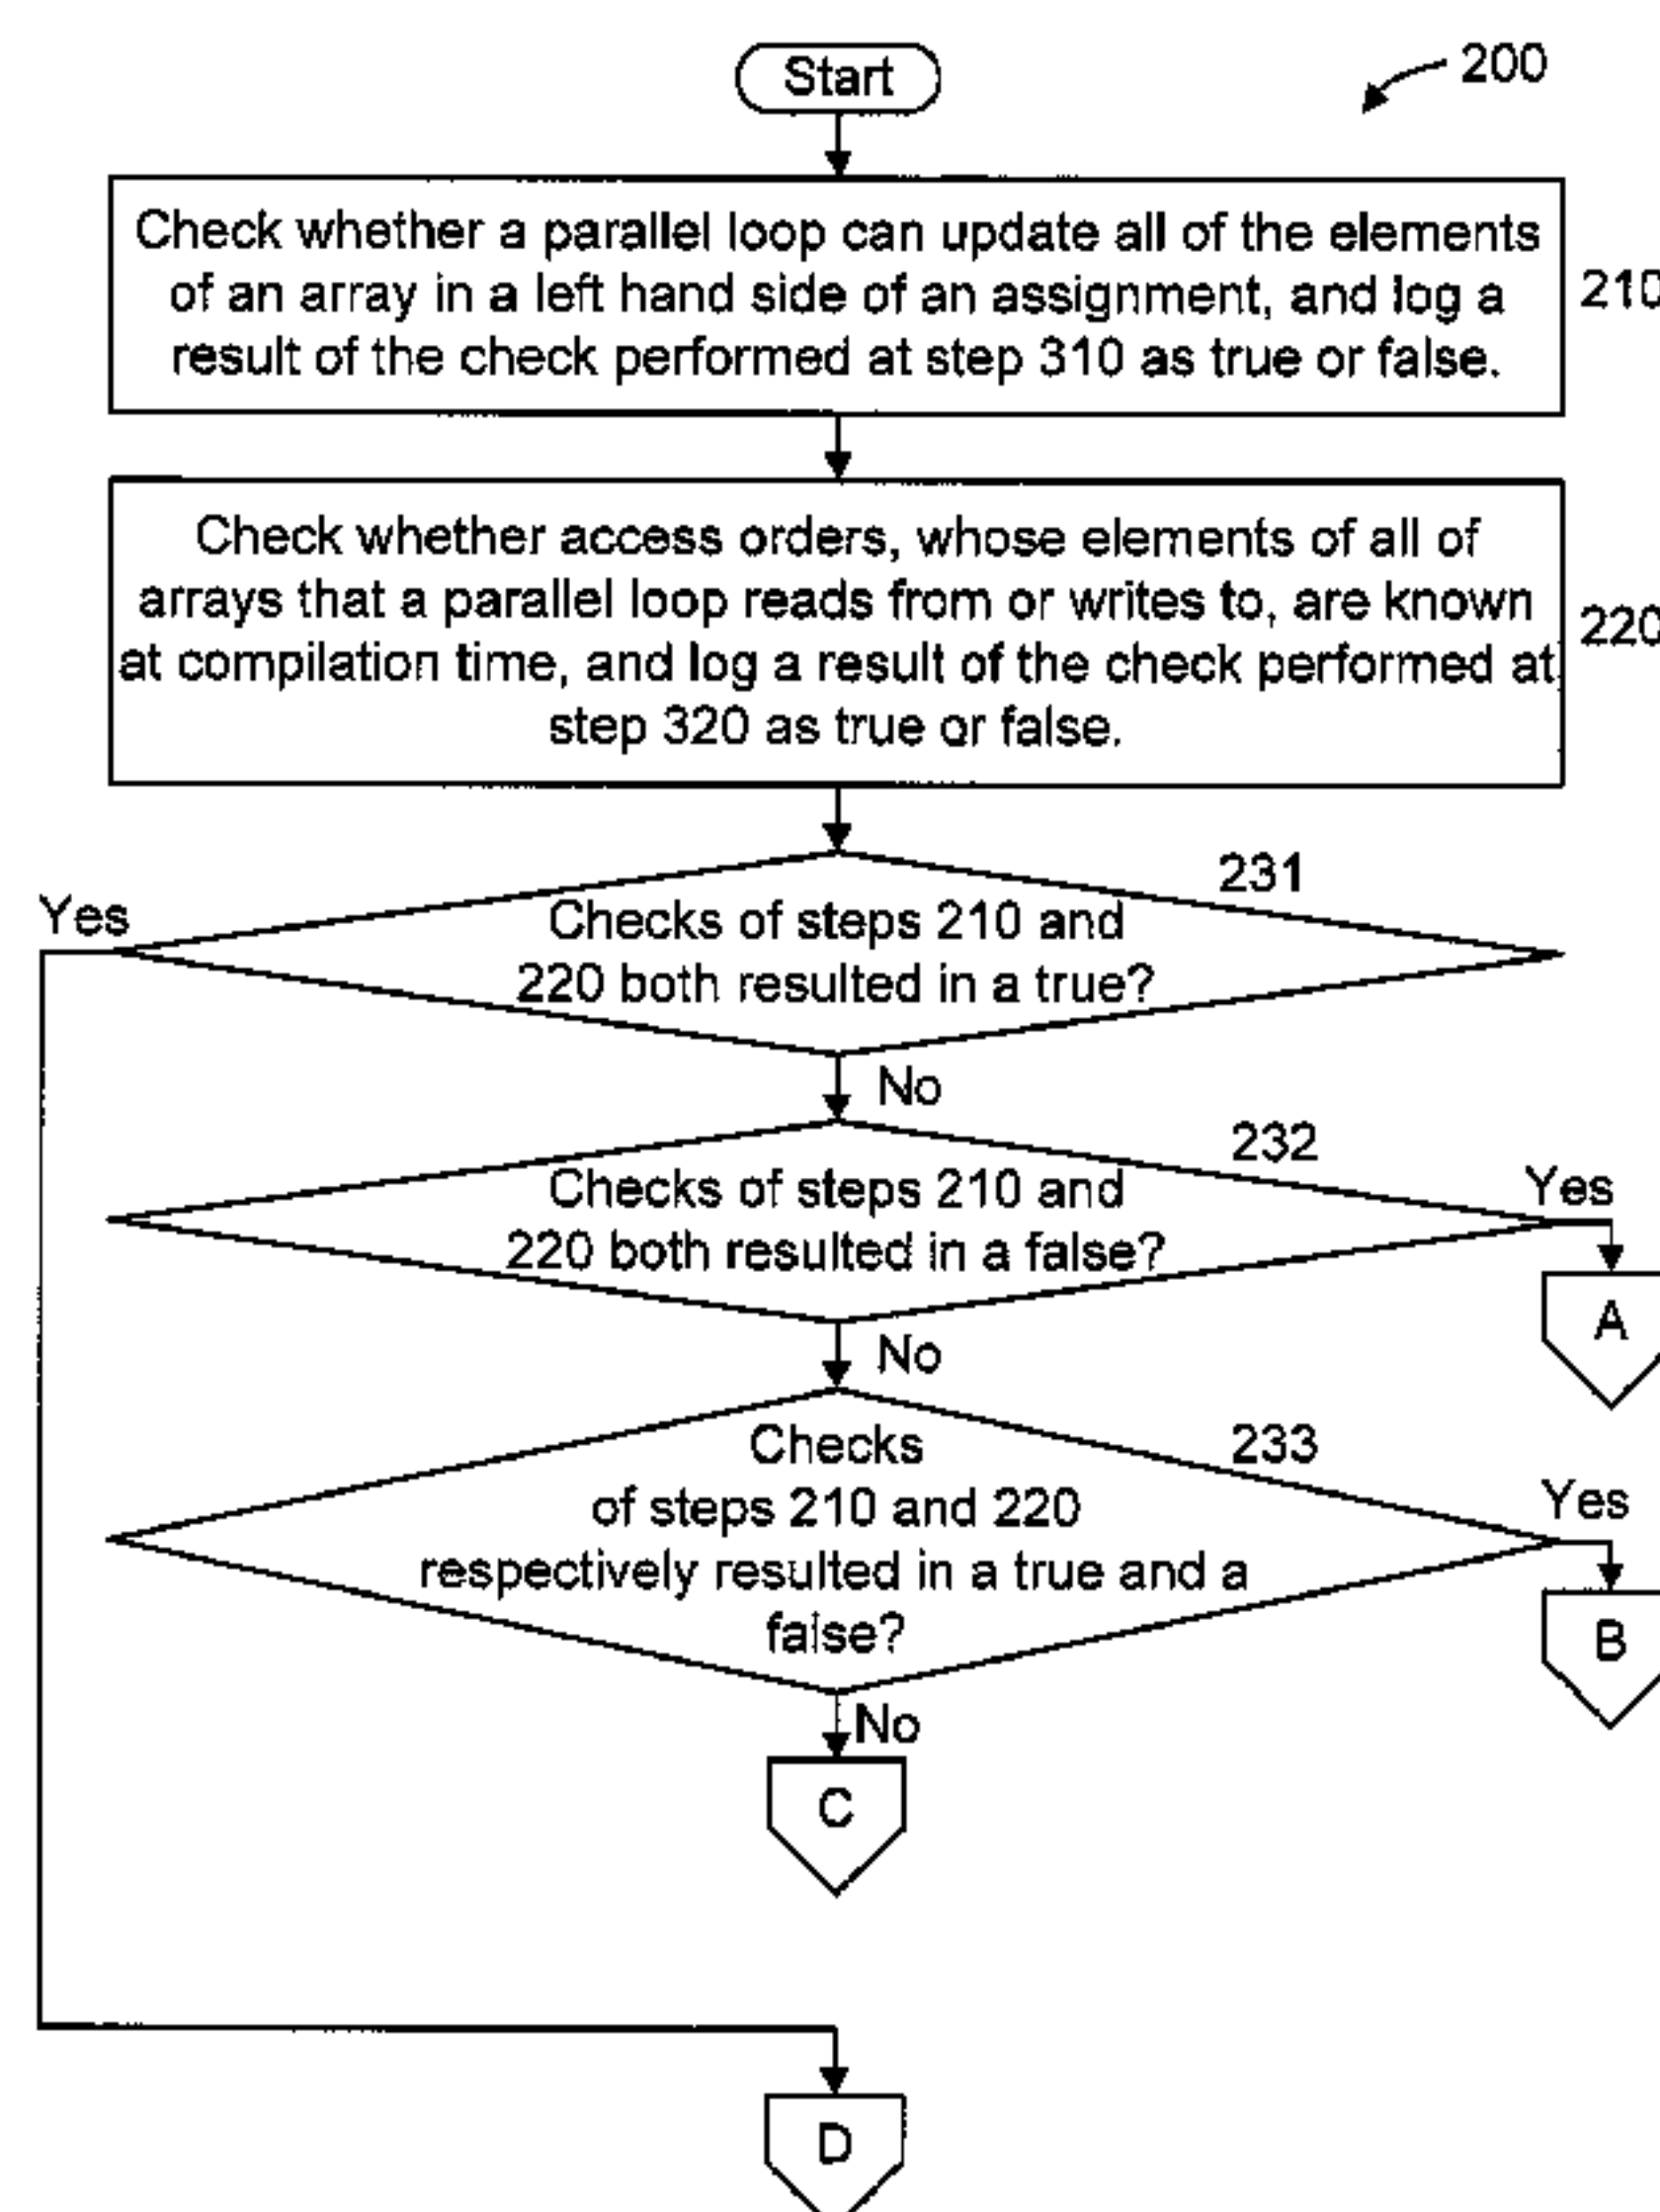 Start
200
Check whether a parallel loop can update all of the elements
of an array in a left hand side of an assignment, and log a
result of the check performed at step 310 as true or false.
210
Check whether access orders, whose elements of all of
arrays that a parallel loop reads from or writes to, are known
at compilation time, and log a result of the check performed at
step 320 as true or false.
220
231
Yes
Checks of steps 210 and
220 both resulted in a true?
No
232
Yes
Checks of steps 210 and
220 both resulted in a false?
A
No
233
Yes
Checks
of steps 210 and 220
respectively resulted in a true and a
false?
B
No
C
D